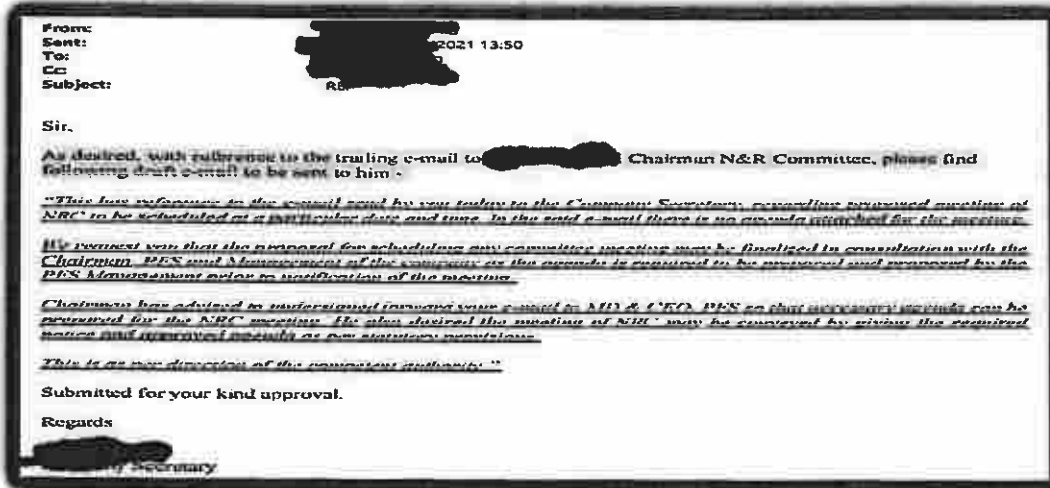 From:
Sent: 2021 13:50
To:
Cc:
Subject: RE
Sir,
As desired, with reference to the trailing e-mail to Chairman N&R Committee, please find
following draft e-mail to be sent to him -
"This has reference to the e-mail sent by you today to the Company Secretary, regarding proposed meeting of
NRC to be scheduled at a particular date and time. In the said e-mail there is no agenda attached for the meeting.
We request you that the proposal for scheduling any committee meeting may be finalized in consultation with the
Chairman, PFS and Management of the company as the agenda is required to be prepared and proposed by the
PFS Management prior to notification of the meeting.
Chairman has advised to undersigned forward your e-mail to MD & CEO, PFS so that necessary agenda can be
prepared for the NRC meeting. He also desired the meeting of NRC may be convened by giving the required
notice and approved agenda as per statutory provisions.
This is as per direction of the competent authority."
Submitted for your kind approval.
Regards
Secretary